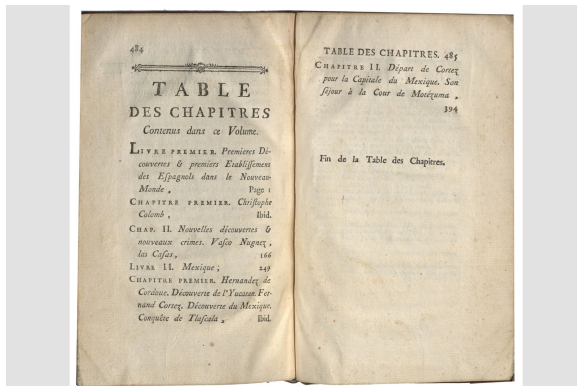 484
TABLE
DES CHAPITRES
Contenus dans ce Volume.
LIVRE PREMIER. Premieres Dé-
couvertes & premiers Etablissemens
des Espagnols dans le Nouveau-
Monde, Page 1
CHAPITRE PREMIER. Christophe
Colomb, Ibid.
CHAP. II. Nouvelles découvertes &
nouveaux crimes. Vasco Nugnez,
las Casas, 166
LIVRE II. Mexique; 249
CHAPITRE PREMIER. Hernandez de
Cordoue. Découverte de l'Yucatan. Fer-
nand Cortez. Découverte du Mexique.
Conquête de Tlascala, Ibid.
TABLE DES CHAPITRES. 485
CHAPITRE II. Départ de Cortez
pour la Capitale du Mexique. Son
séjour à la Cour de Motézuma,
394
Fin de la Table des Chapitres.